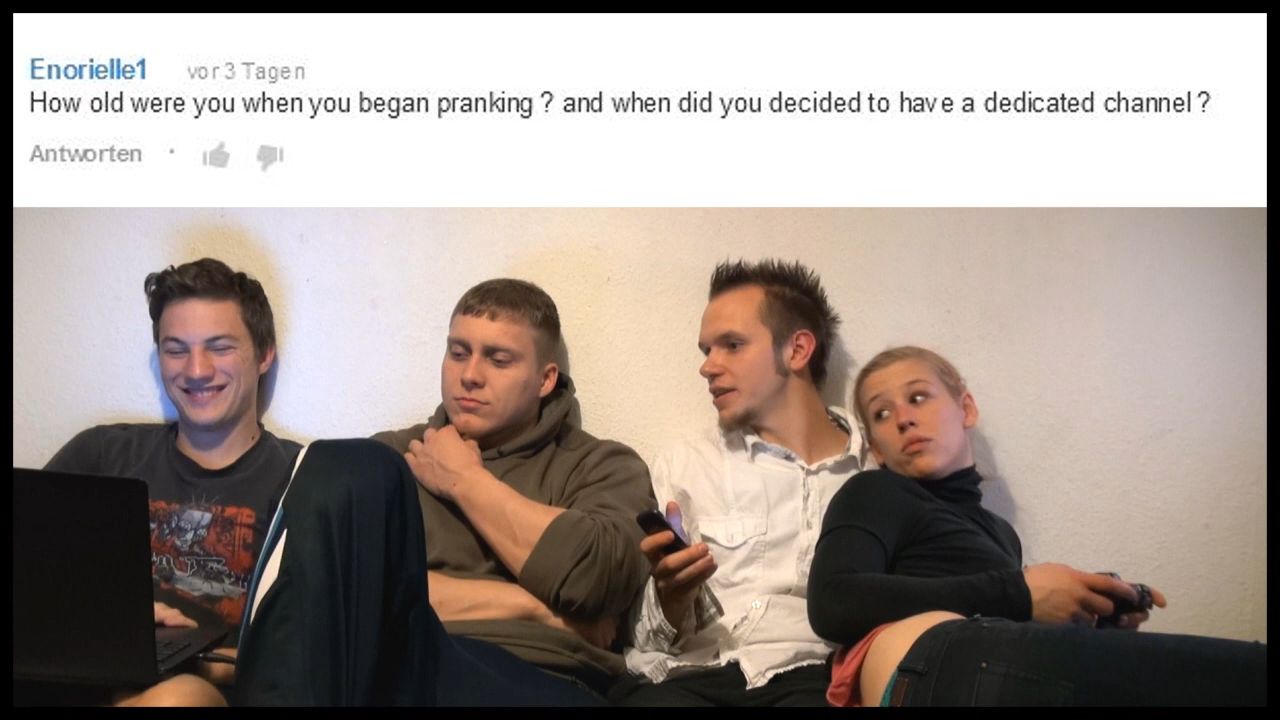 Enorielle1 vor 3 Tagen
How old were you when you began pranking ? and when did you decided to have a dedicated channel ?
Antworten ·